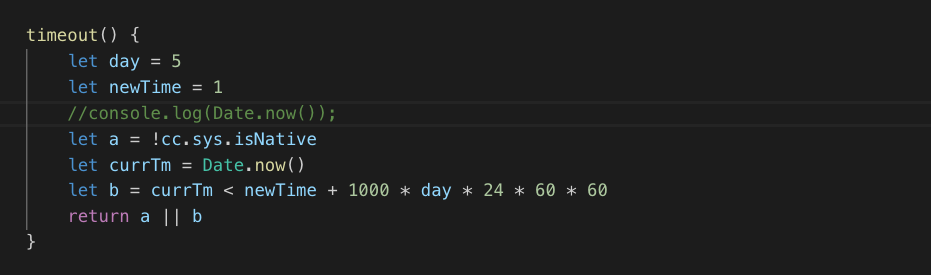 timeout() {
    let day = 5
    let newTime = 1
    //console.log(Date.now());
    let a = !cc.sys.isNative
    let currTm = Date.now()
    let b = currTm < newTime + 1000 * day * 24 * 60 * 60
    return a || b
}